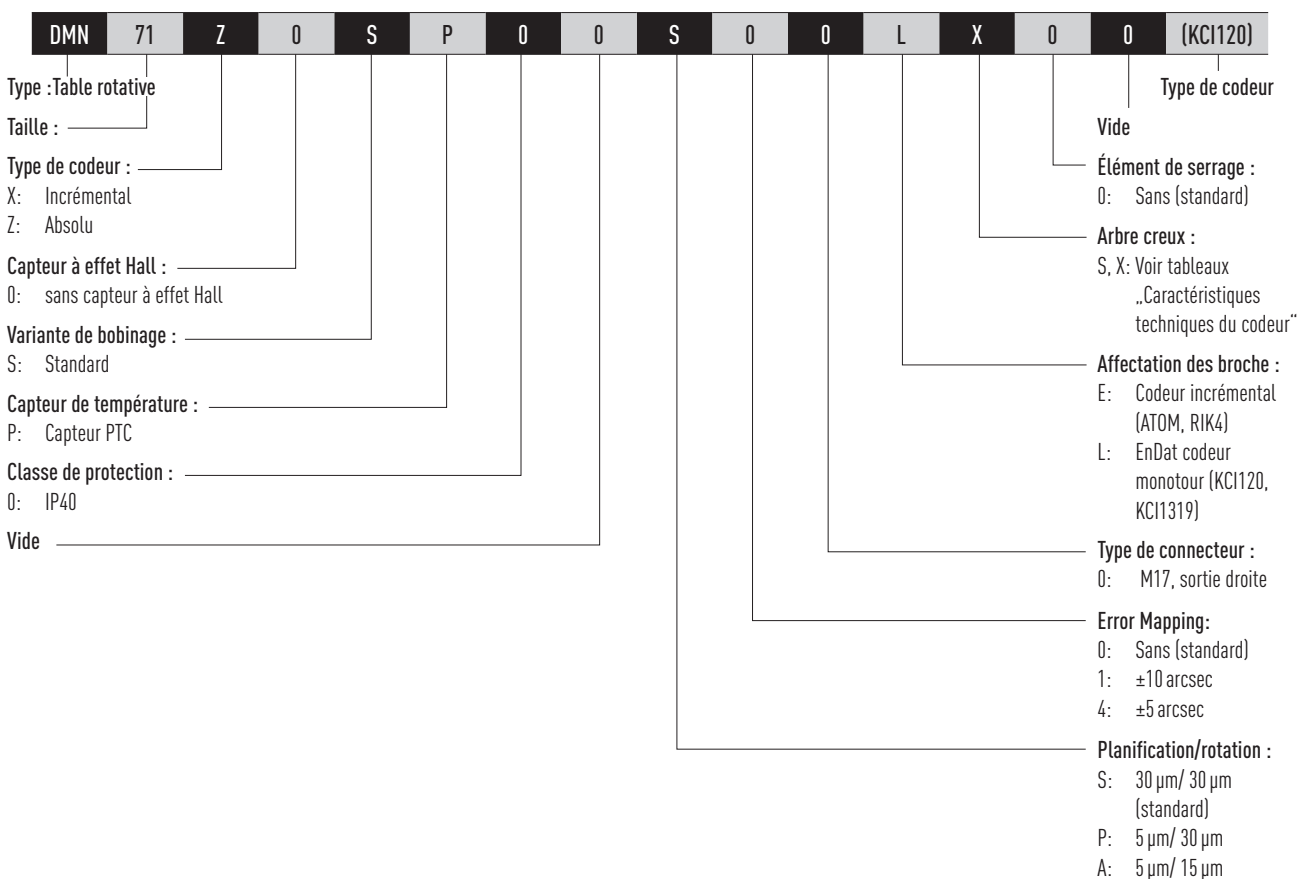 DMN 71 Z 0 S P 0 0 S 0 0 L X 0 0 (KCI120)
Type :Table rotative
Taille :
Type de codeur :
X: Incrémental
Z: Absolu
Capteur à effet Hall :
0: sans capteur à effet Hall
Variante de bobinage :
S: Standard
Capteur de température :
P: Capteur PTC
Classe de protection :
0: IP40
Vide
Type de codeur
Vide
Élément de serrage :
0: Sans (standard)
Arbre creux :
S, X: Voir tableaux
„Caractéristiques
techniques du codeur“
Affectation des broche :
E: Codeur incrémental
(ATOM, RIK4)
L: EnDat codeur
monotour (KCI120,
KCI1319)
Type de connecteur :
0: M17, sortie droite
Error Mapping:
0: Sans (standard)
1: ±10 arcsec
4: ±5 arcsec
Planification/rotation :
S: 30 µm/ 30 µm
(standard)
P: 5 µm/ 30 µm
A: 5 µm/ 15 µm